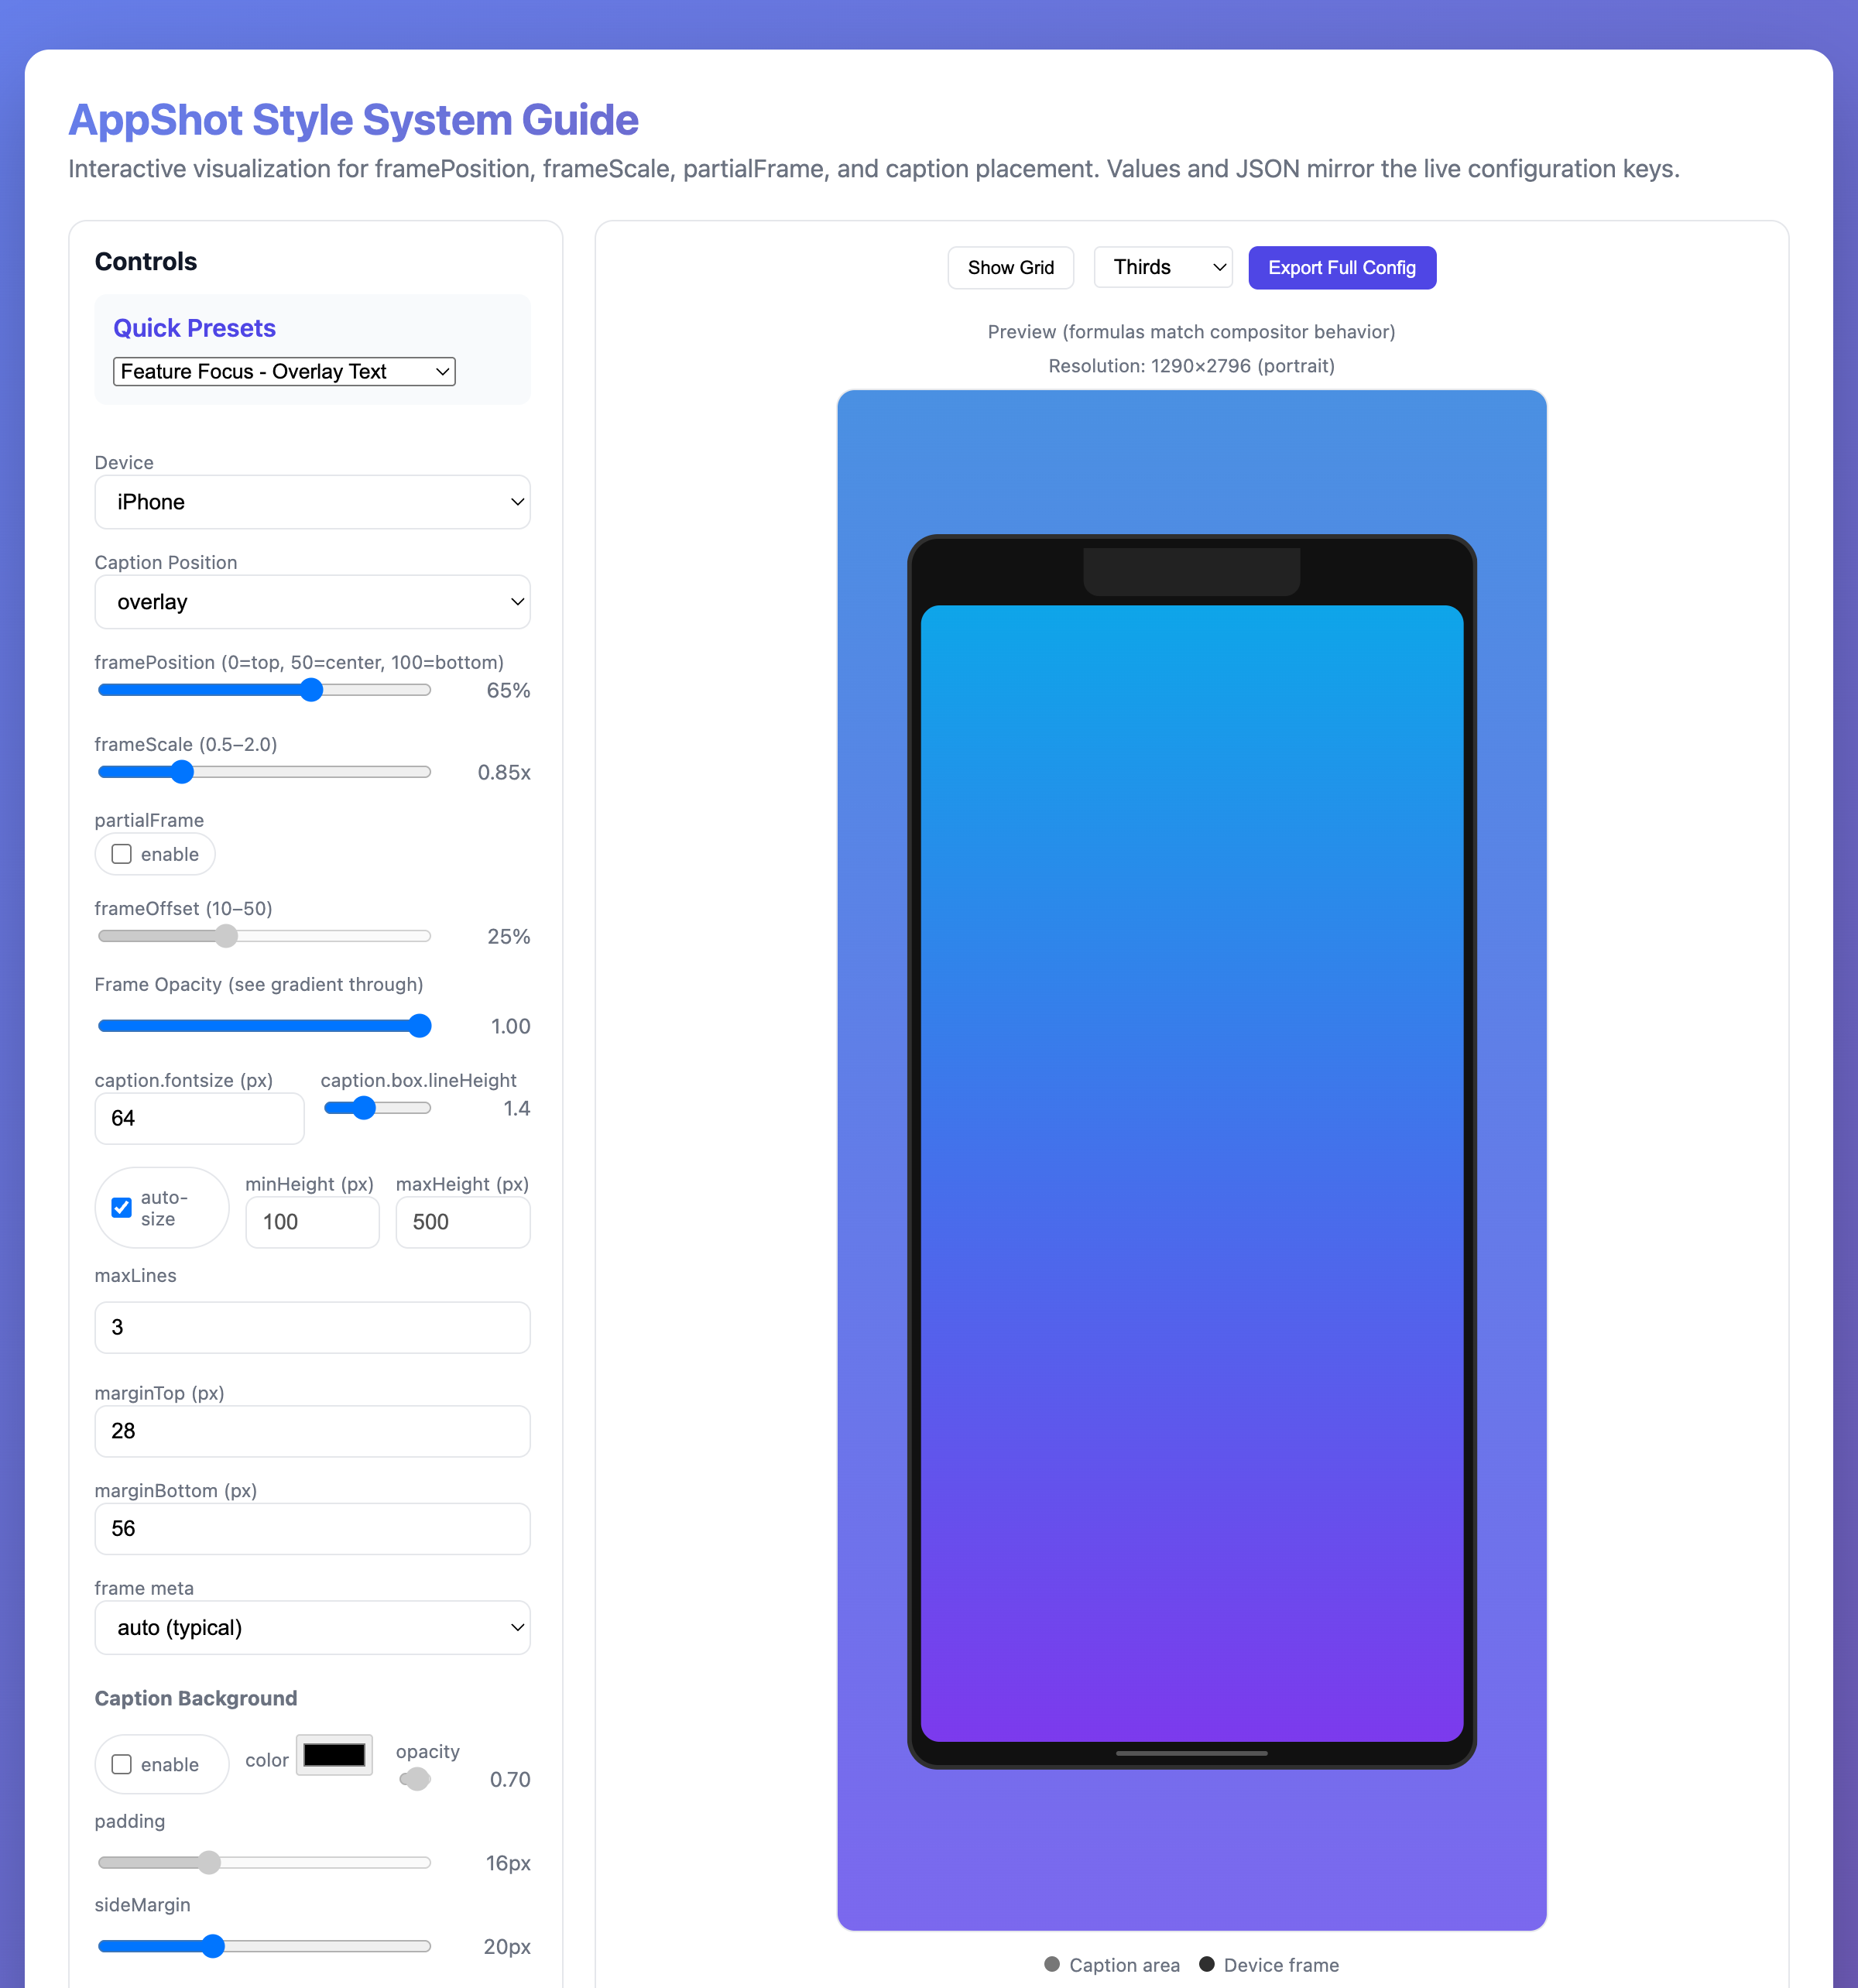 AppShot Style System Guide
Interactive visualization for framePosition, frameScale, partialFrame, and caption placement. Values and JSON mirror the live configuration keys.
Controls
Quick Presets
Feature Focus - Overlay Text
Device
iPhone
Caption Position
overlay
framePosition (0=top, 50=center, 100=bottom)
65%
frameScale (0.5–2.0)
0.85x
partialFrame
enable
frameOffset (10–50)
25%
Frame Opacity (see gradient through)
1.00
caption.fontsize (px)
64
caption.box.lineHeight
1.4
auto-
size
minHeight (px)
100
maxHeight (px)
500
maxLines
3
marginTop (px)
28
marginBottom (px)
56
frame meta
auto (typical)
Caption Background
enable
color
opacity
0.70
padding
16px
sideMargin
20px
Show Grid
Thirds
Export Full Config
Preview (formulas match compositor behavior)
Resolution: 1290×2796 (portrait)
Caption area
Device frame